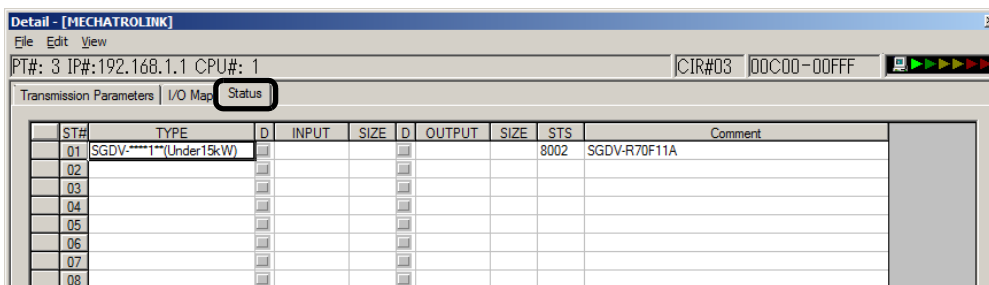 Detail - [MECHATROLINK]
File Edit View
PT#: 3 IP#:192.168.1.1 CPU#: 1 CIR#03 00C00-00FFF
Transmission Parameters I/O Map Status
ST# TYPE D INPUT SIZE D OUTPUT SIZE STS Comment
01 SGDV-****1**(Under15kW) 8002 SGDV-R70F11A
02
03
04
05
06
07
08